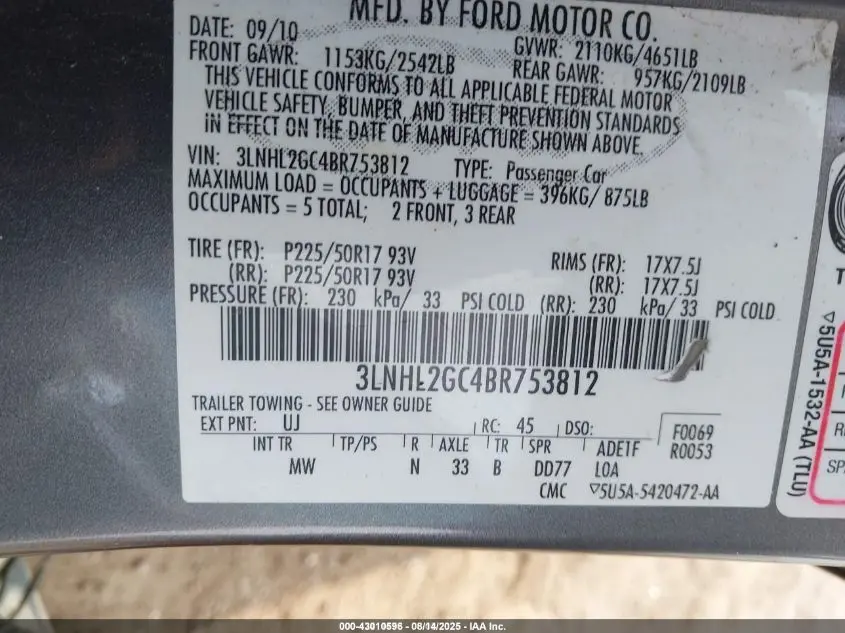 MFD. BY FORD MOTOR CO.
DATE: 09/10 GVWR: 2110KG/4651LB
FRONT GAWR: 1153KG/2542LB REAR GAWR: 957KG/2109LB
THIS VEHICLE CONFORMS TO ALL APPLICABLE FEDERAL MOTOR
VEHICLE SAFETY, BUMPER, AND THEFT PREVENTION STANDARDS
IN EFFECT ON THE DATE OF MANUFACTURE SHOWN ABOVE.
VIN: 3LNHL2GC4BR753812 TYPE: Passenger Car
MAXIMUM LOAD = OCCUPANTS + LUGGAGE = 396KG/ 875LB
OCCUPANTS = 5 TOTAL; 2 FRONT, 3 REAR
TIRE (FR): P225/50R17 93V RIMS (FR): 17X7.5J
(RR): P225/50R17 93V (RR): 17X7.5J
PRESSURE (FR): 230 kPa/ 33 PSI COLD (RR): 230 kPa/ 33 PSI COLD
3LNHL2GC4BR753812
TRAILER TOWING - SEE OWNER GUIDE
EXT PNT: UJ RC: 45 DSO: F0069
INT TR TP/PS R AXLE TR SPR ADETF R0053
MW N 33 B DD77 LOA
CMC ▽5U5A-5420472-AA
▽5U5A-1532-AA (TLU)
000-43010596 - 08/14/2025 - IAA Inc.